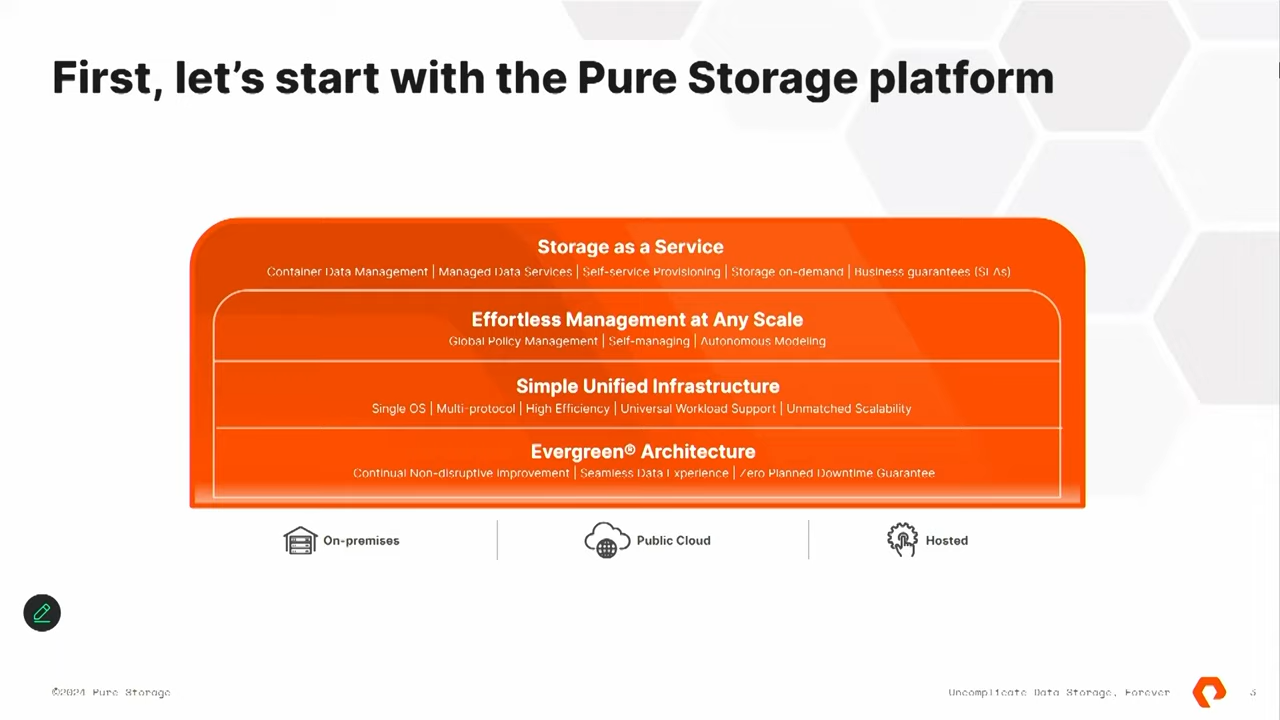 First, let's start with the Pure Storage platform
Storage as a Service
Container Data Management | Managed Data Services | Self-service Provisioning | Storage on-demand | Business guarantees (SLAs)
Effortless Management at Any Scale
Global Policy Management | Self-managing | Autonomous Modeling
Simple Unified Infrastructure
Single OS | Multi-protocol | High Efficiency | Universal Workload Support | Unmatched Scalability
Evergreen® Architecture
Continual Non-disruptive Improvement | Seamless Data Experience | Zero Planned Downtime Guarantee
On-premises
Public Cloud
Hosted
©2024 Pure Storage
Uncomplicate Data Storage, Forever